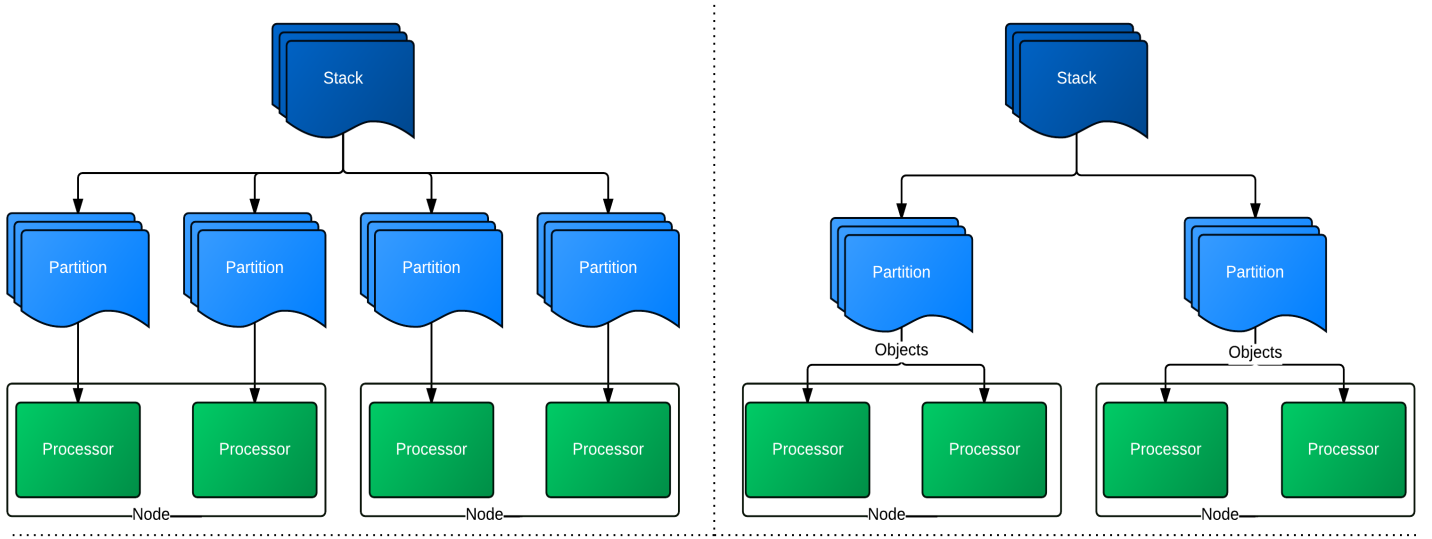 Stack
Stack
Partition
Partition
Partition
Partition
Partition
Partition
Objects
Objects
Processor
Processor
Processor
Processor
Processor
Processor
Processor
Processor
Node
Node
Node
Node